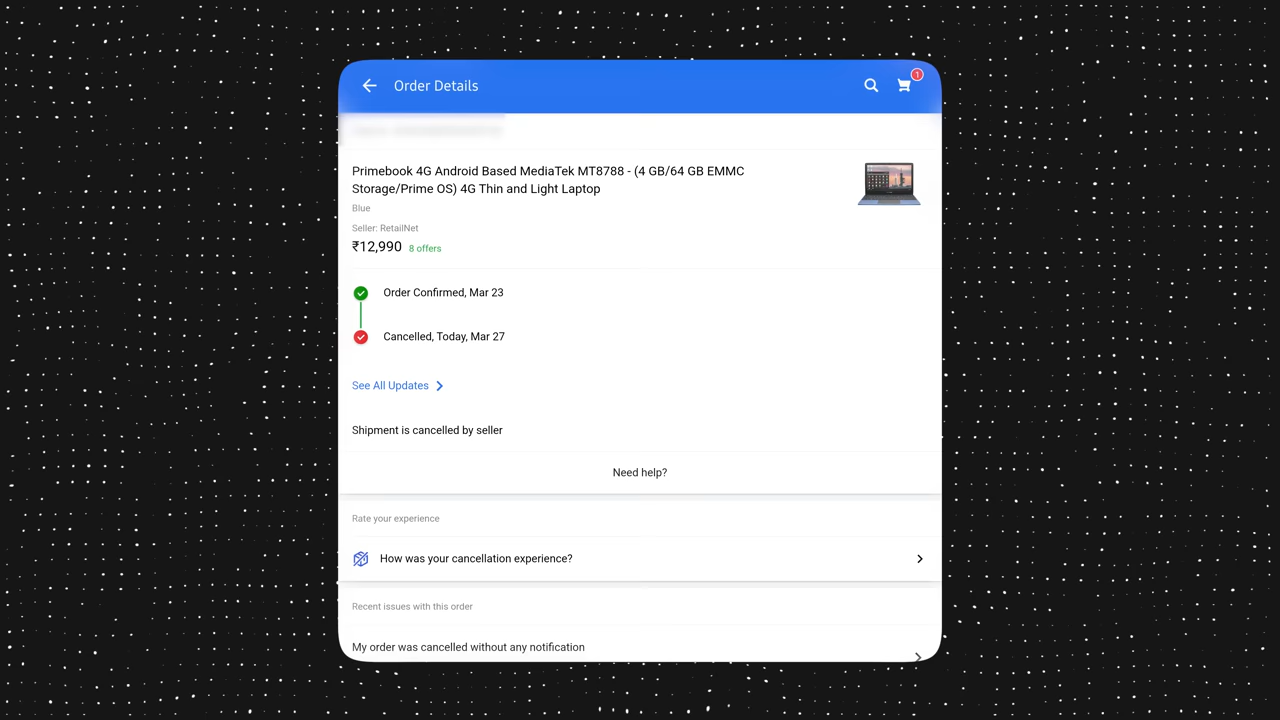 Order Details
1
Primebook 4G Android Based MediaTek MT8788 - (4 GB/64 GB EMMC
Storage/Prime OS) 4G Thin and Light Laptop
Blue
Seller: RetailNet
₹12,990 8 offers
Order Confirmed, Mar 23
Cancelled, Today, Mar 27
See All Updates
Shipment is cancelled by seller
Need help?
Rate your experience
How was your cancellation experience?
Recent issues with this order
My order was cancelled without any notification